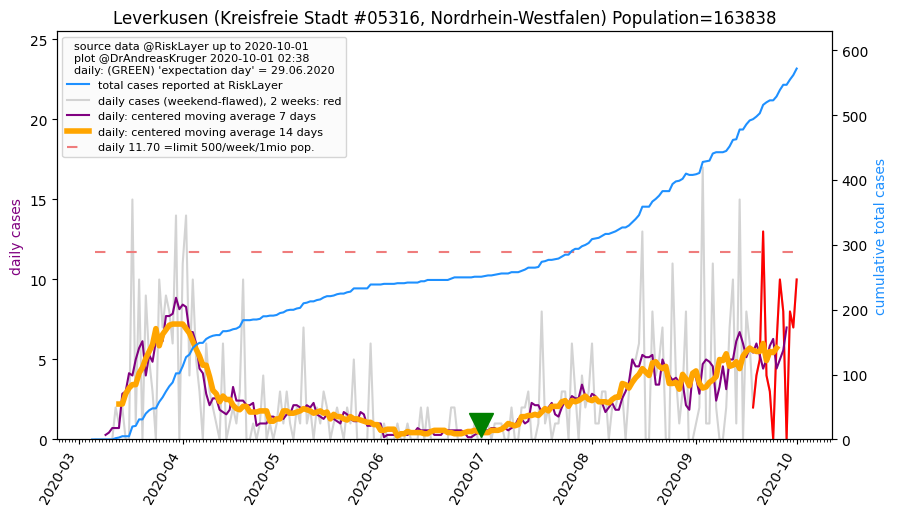 Leverkusen (Kreisfreie Stadt #05316, Nordrhein-Westfalen) Population=163838
source data @RiskLayer up to 2020-10-01
plot @DrAndreasKruger 2020-10-01 02:38
daily: (GREEN) 'expectation day' = 29.06.2020
total cases reported at RiskLayer
daily cases (weekend-flawed), 2 weeks: red
daily: centered moving average 7 days
daily: centered moving average 14 days
daily 11.70 =limit 500/week/1mio pop.
daily cases
25
20
15
10
5
0
cumulative total cases
600
500
400
300
200
100
0
2020-03
2020-04
2020-05
2020-06
2020-07
2020-08
2020-09
2020-10